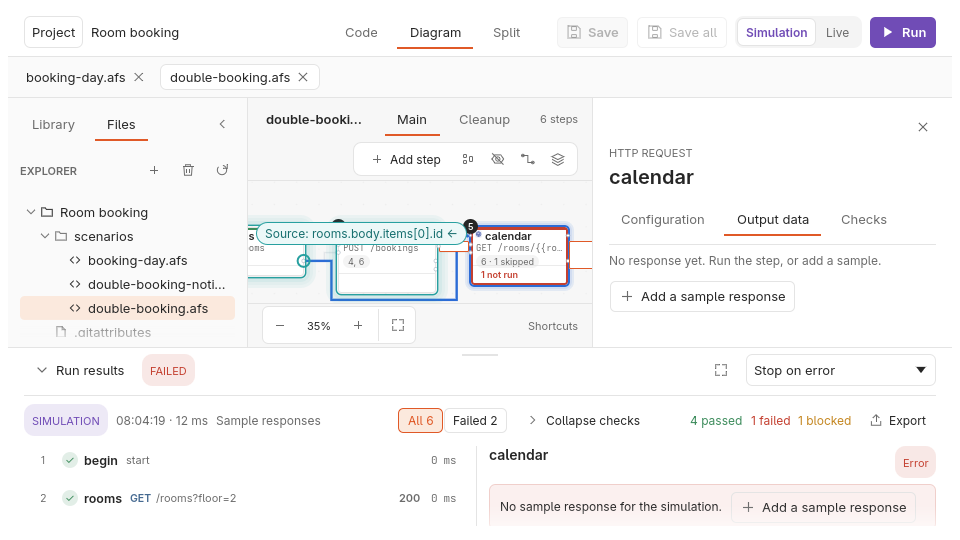 Project
Room booking
Code
Diagram
Split
Save
Save all
Simulation
Live
Run
booking-day.afs
double-booking.afs
Library
Files
EXPLORER
Room booking
scenarios
booking-day.afs
double-booking-noti...
double-booking.afs
.gitattributes
double-booki...
Main
Cleanup
6 steps
Add step
Source: rooms.body.items[0].id ←
POST /bookings
4, 6
5
calendar
GET /rooms/{{ro...
6 · 1 skipped
1 not run
35%
Shortcuts
HTTP REQUEST
calendar
Configuration
Output data
Checks
No response yet. Run the step, or add a sample.
Add a sample response
Run results
FAILED
Stop on error
SIMULATION
08:04:19 · 12 ms
Sample responses
All 6
Failed 2
Collapse checks
4 passed
1 failed
1 blocked
Export
1
begin
start
0 ms
2
rooms
GET
/rooms?floor=2
200
0 ms
calendar
Error
No sample response for the simulation.
Add a sample response